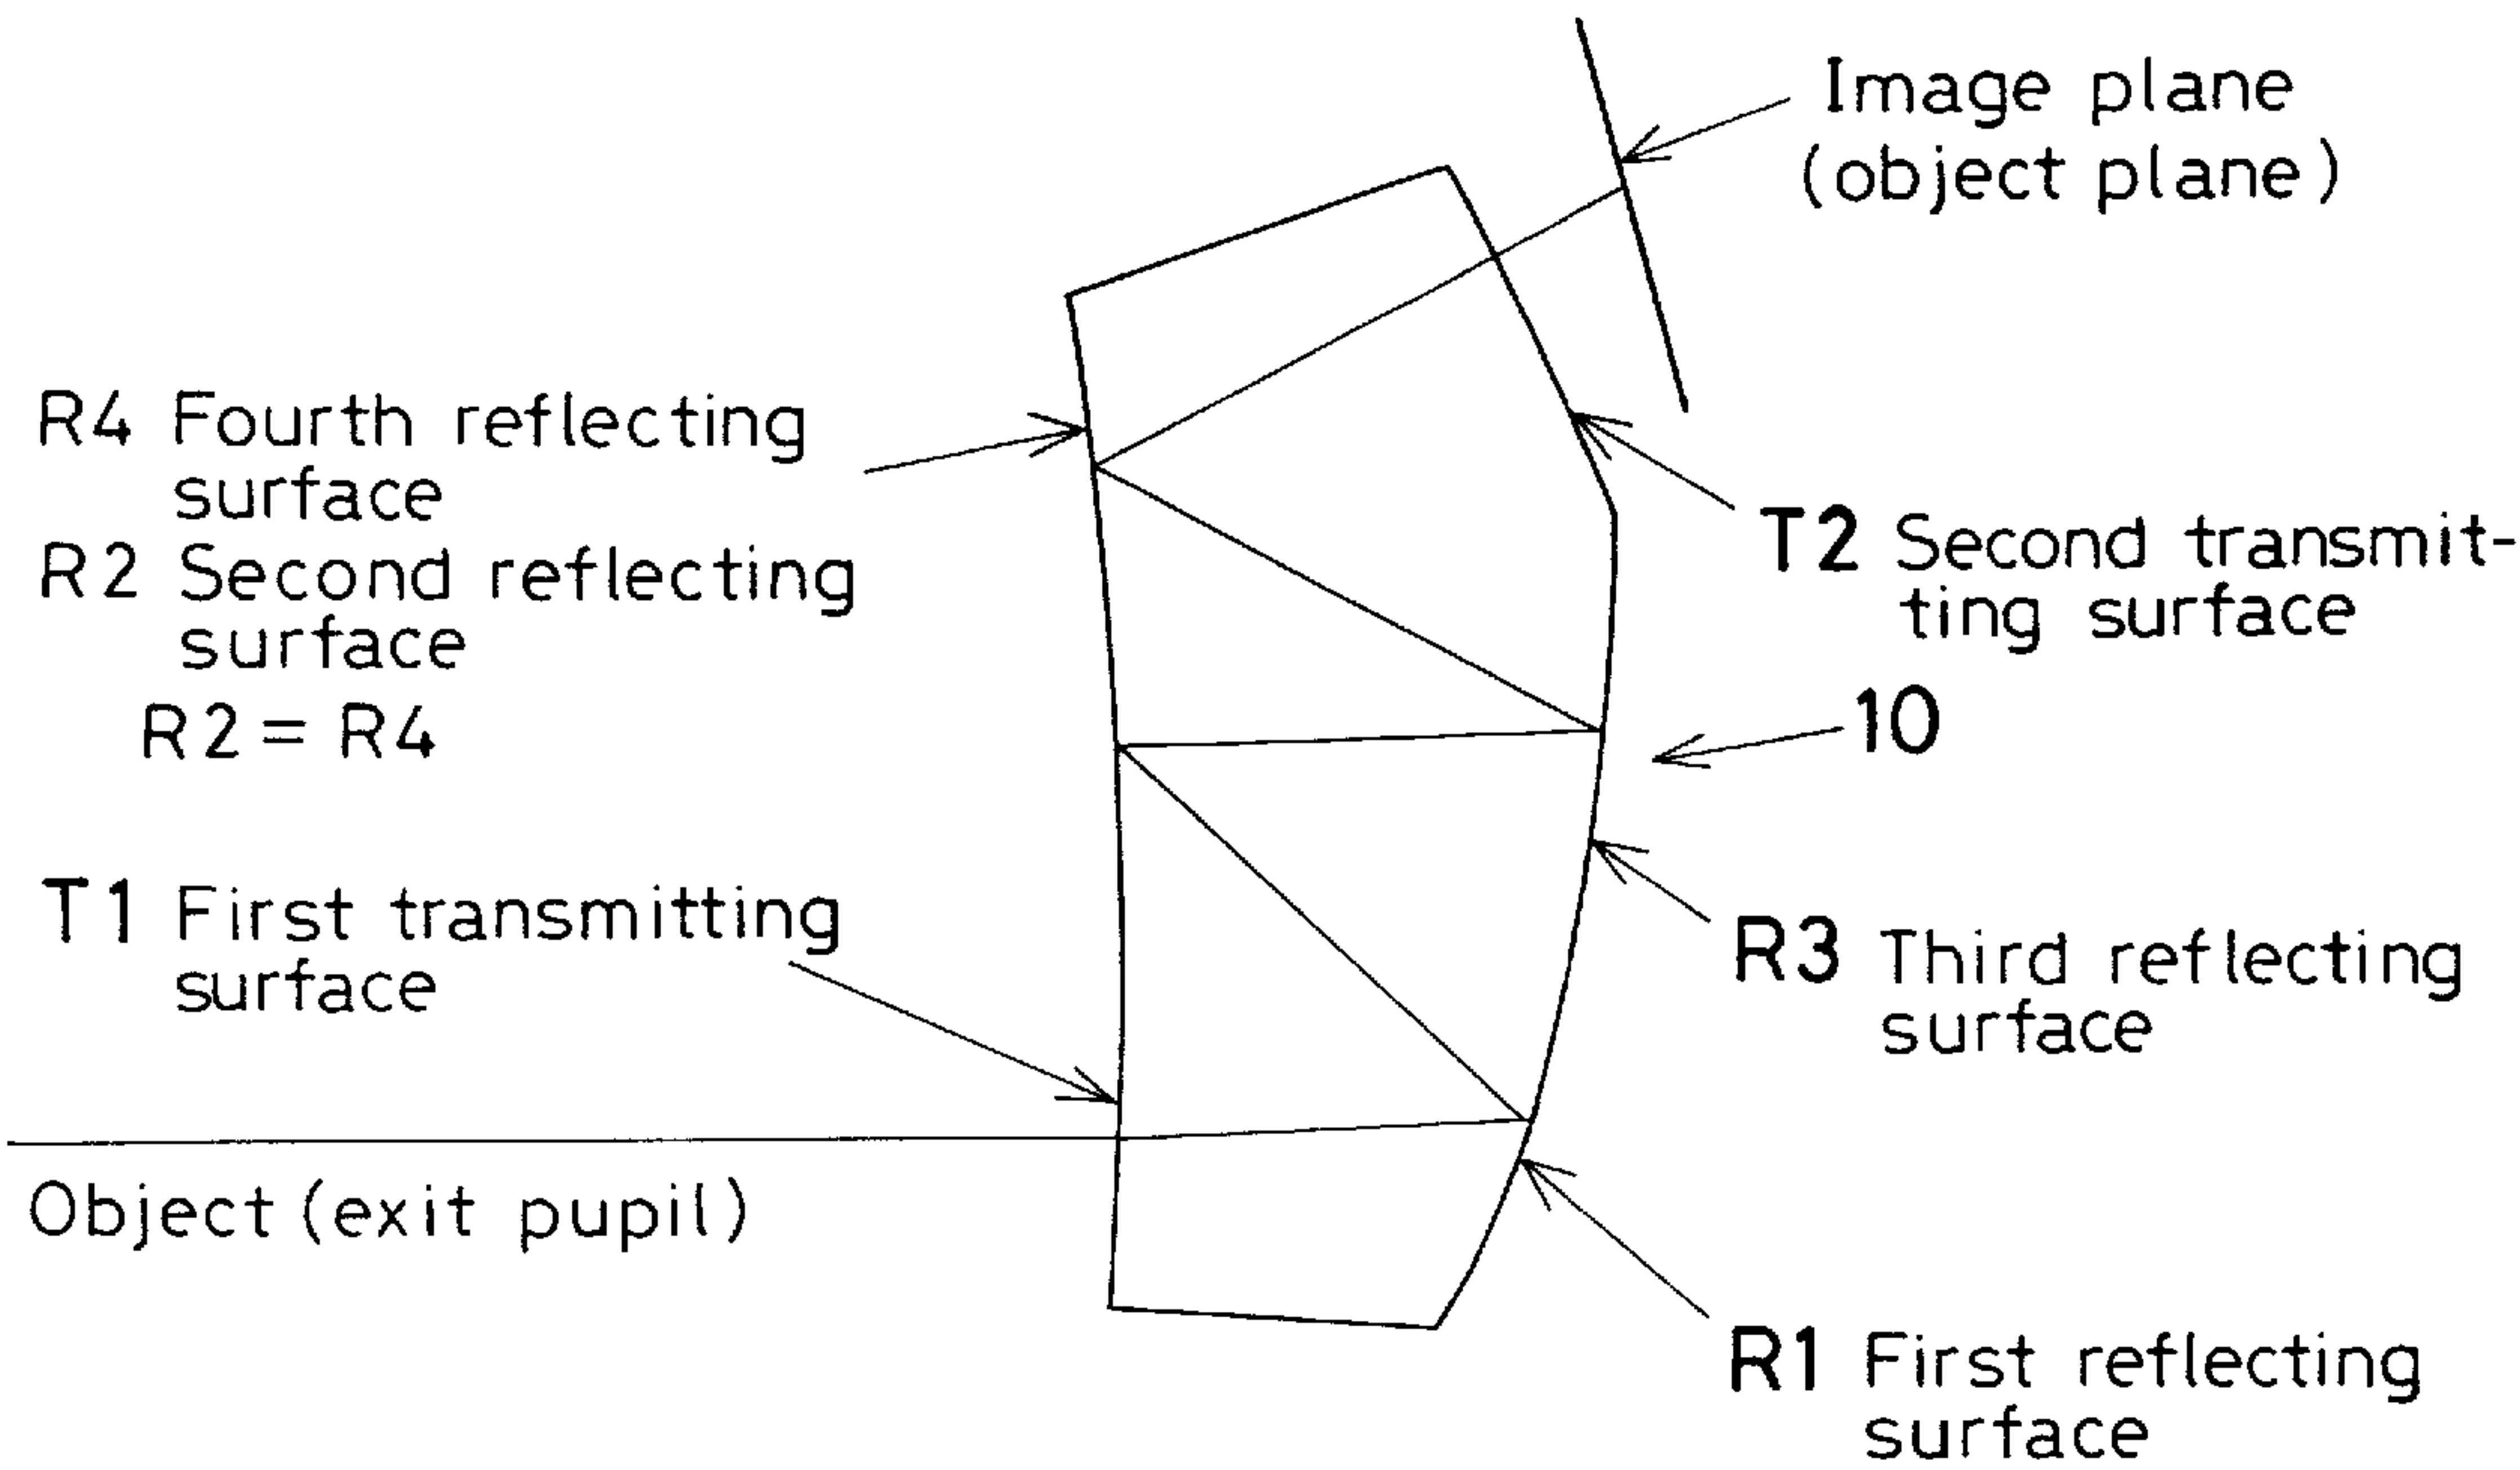 Image plane
(object plane)
R4 Fourth reflecting
surface
R2 Second reflecting
surface
R2 = R4
T2 Second transmit-
ting surface
10
T1 First transmitting
surface
R3 Third reflecting
surface
Object (exit pupil)
R1 First reflecting
surface